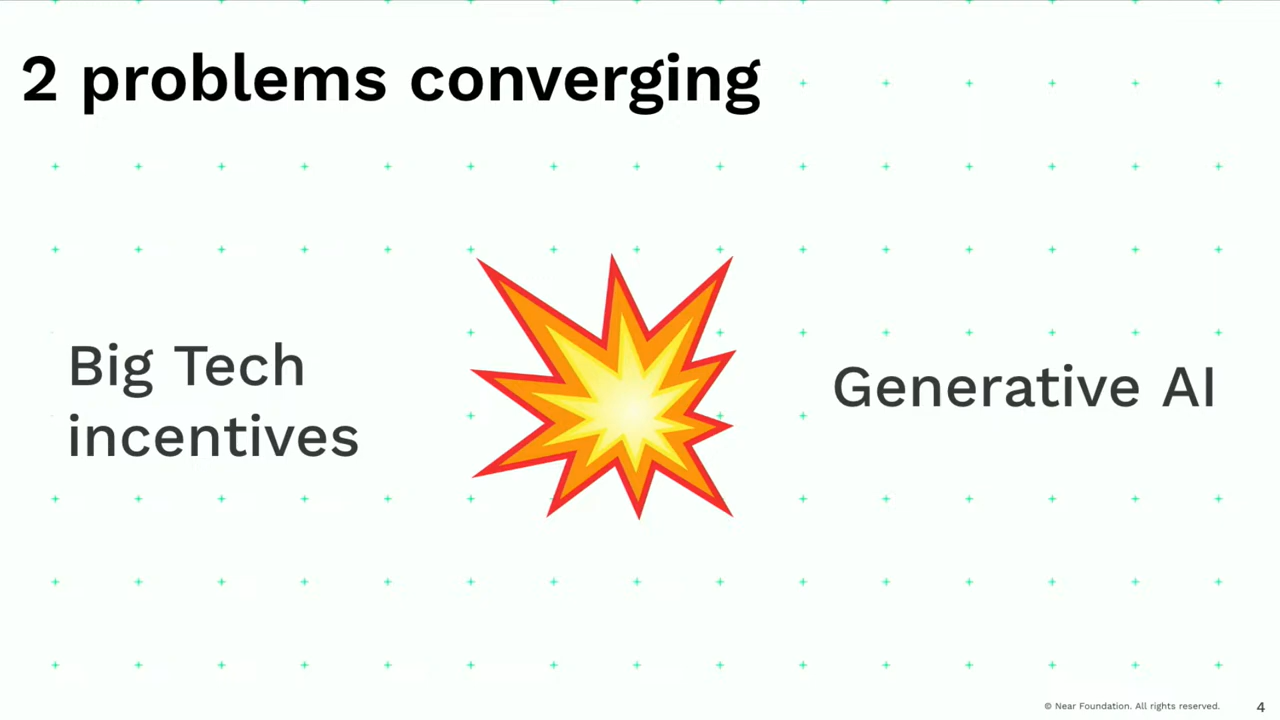 2 problems converging
Big Tech
incentives
Generative AI
© Near Foundation. All rights reserved.
4